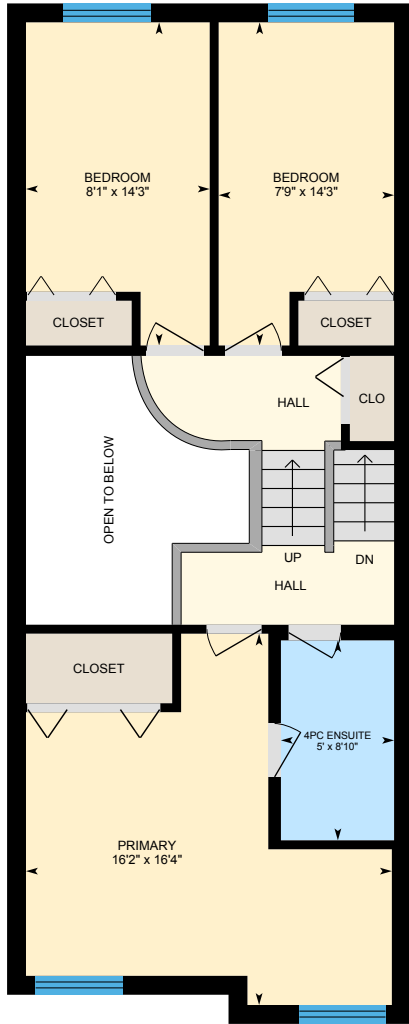 BEDROOM
8'1" x 14'3"
BEDROOM
7'9" x 14'3"
CLOSET
CLOSET
HALL
CLO
OPEN TO BELOW
UP
DN
HALL
CLOSET
4PC ENSUITE
5' x 8'10"
PRIMARY
16'2" x 16'4"